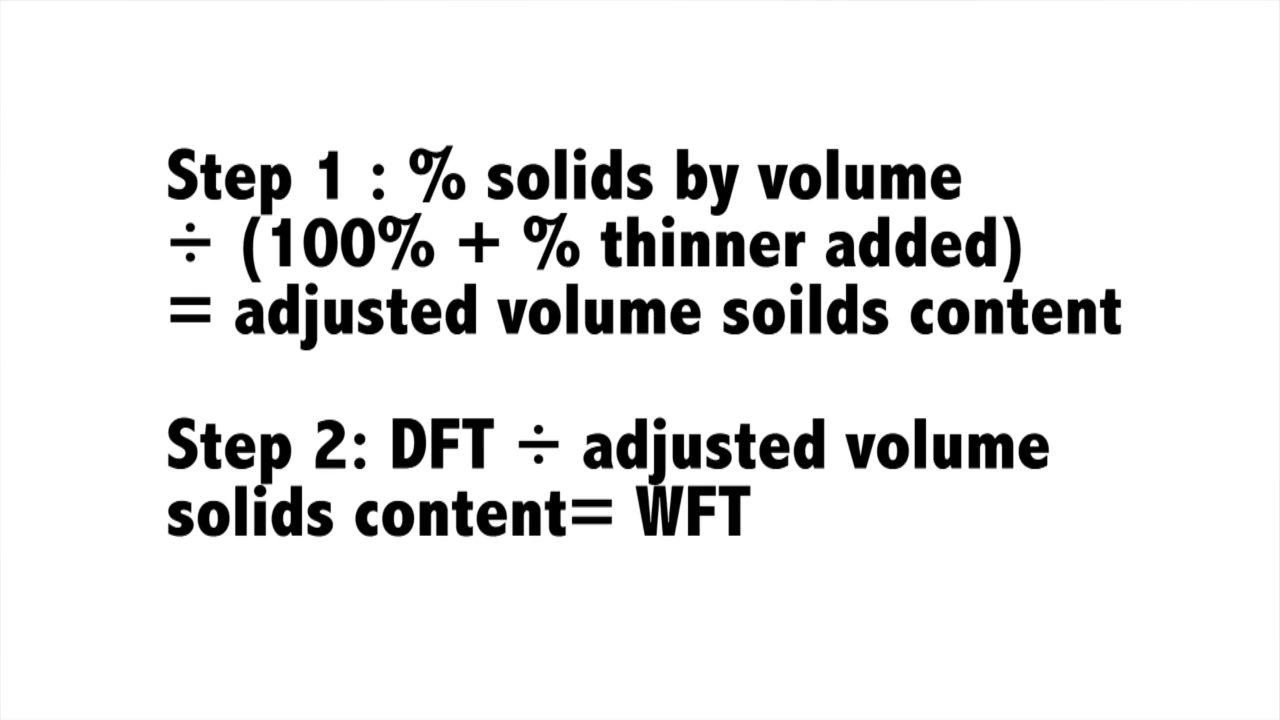 Step 1 : % solids by volume
÷ (100% + % thinner added)
= adjusted volume soilds content
Step 2: DFT ÷ adjusted volume
solids content= WFT